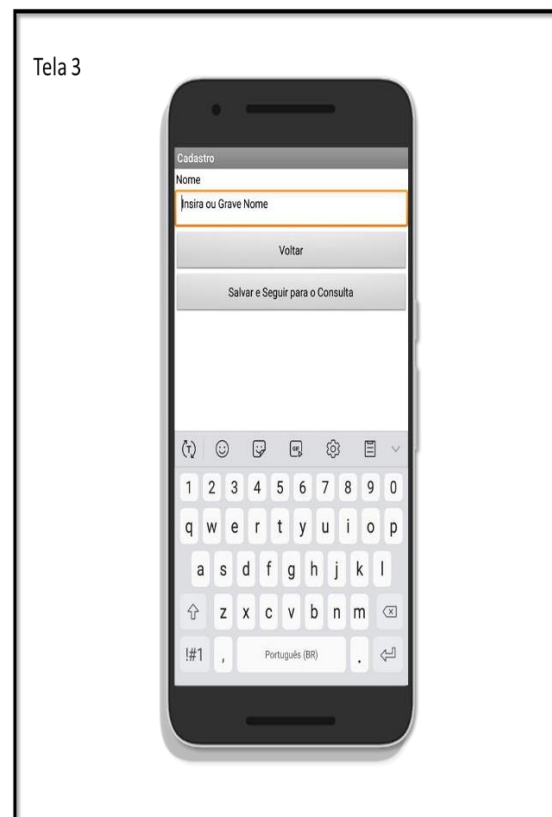 Tela 3
Cadastro
Nome
Insira ou Grave Nome
Voltar
Salvar e Seguir para o Consulta
GIF
1 2 3 4 5 6 7 8 9 0
q w e r t y u i o p
a s d f g h j k l
z x c v b n m
!#1 , Português (BR) .